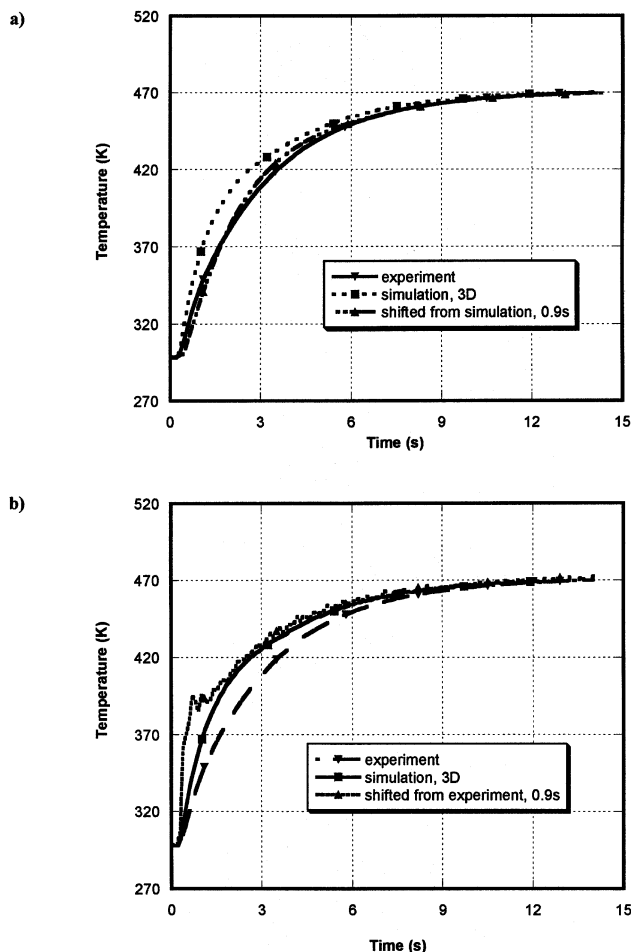 a)
520
470
420
370
320
270
Temperature (K)
experiment
simulation, 3D
shifted from simulation, 0.9s
0 3 6 9 12 15
Time (s)
b)
520
470
420
370
320
270
Temperature (K)
experiment
simulation, 3D
shifted from experiment, 0.9s
0 3 6 9 12 15
Time (s)